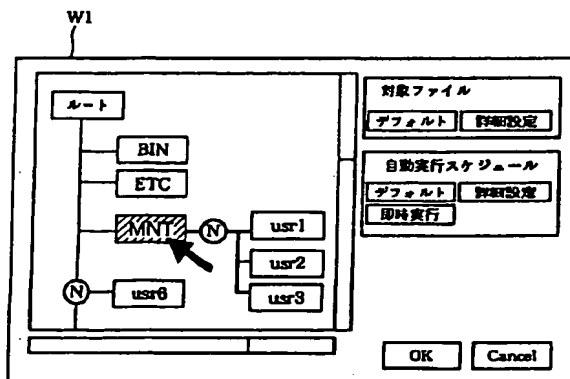 W1
ルート
BIN
ETC
MNT
N
usr1
usr2
usr3
N
usr6
対象ファイル
デフォルト 詳細設定
自動実行スケジュール
デフォルト 詳細設定
即時実行
OK Cancel